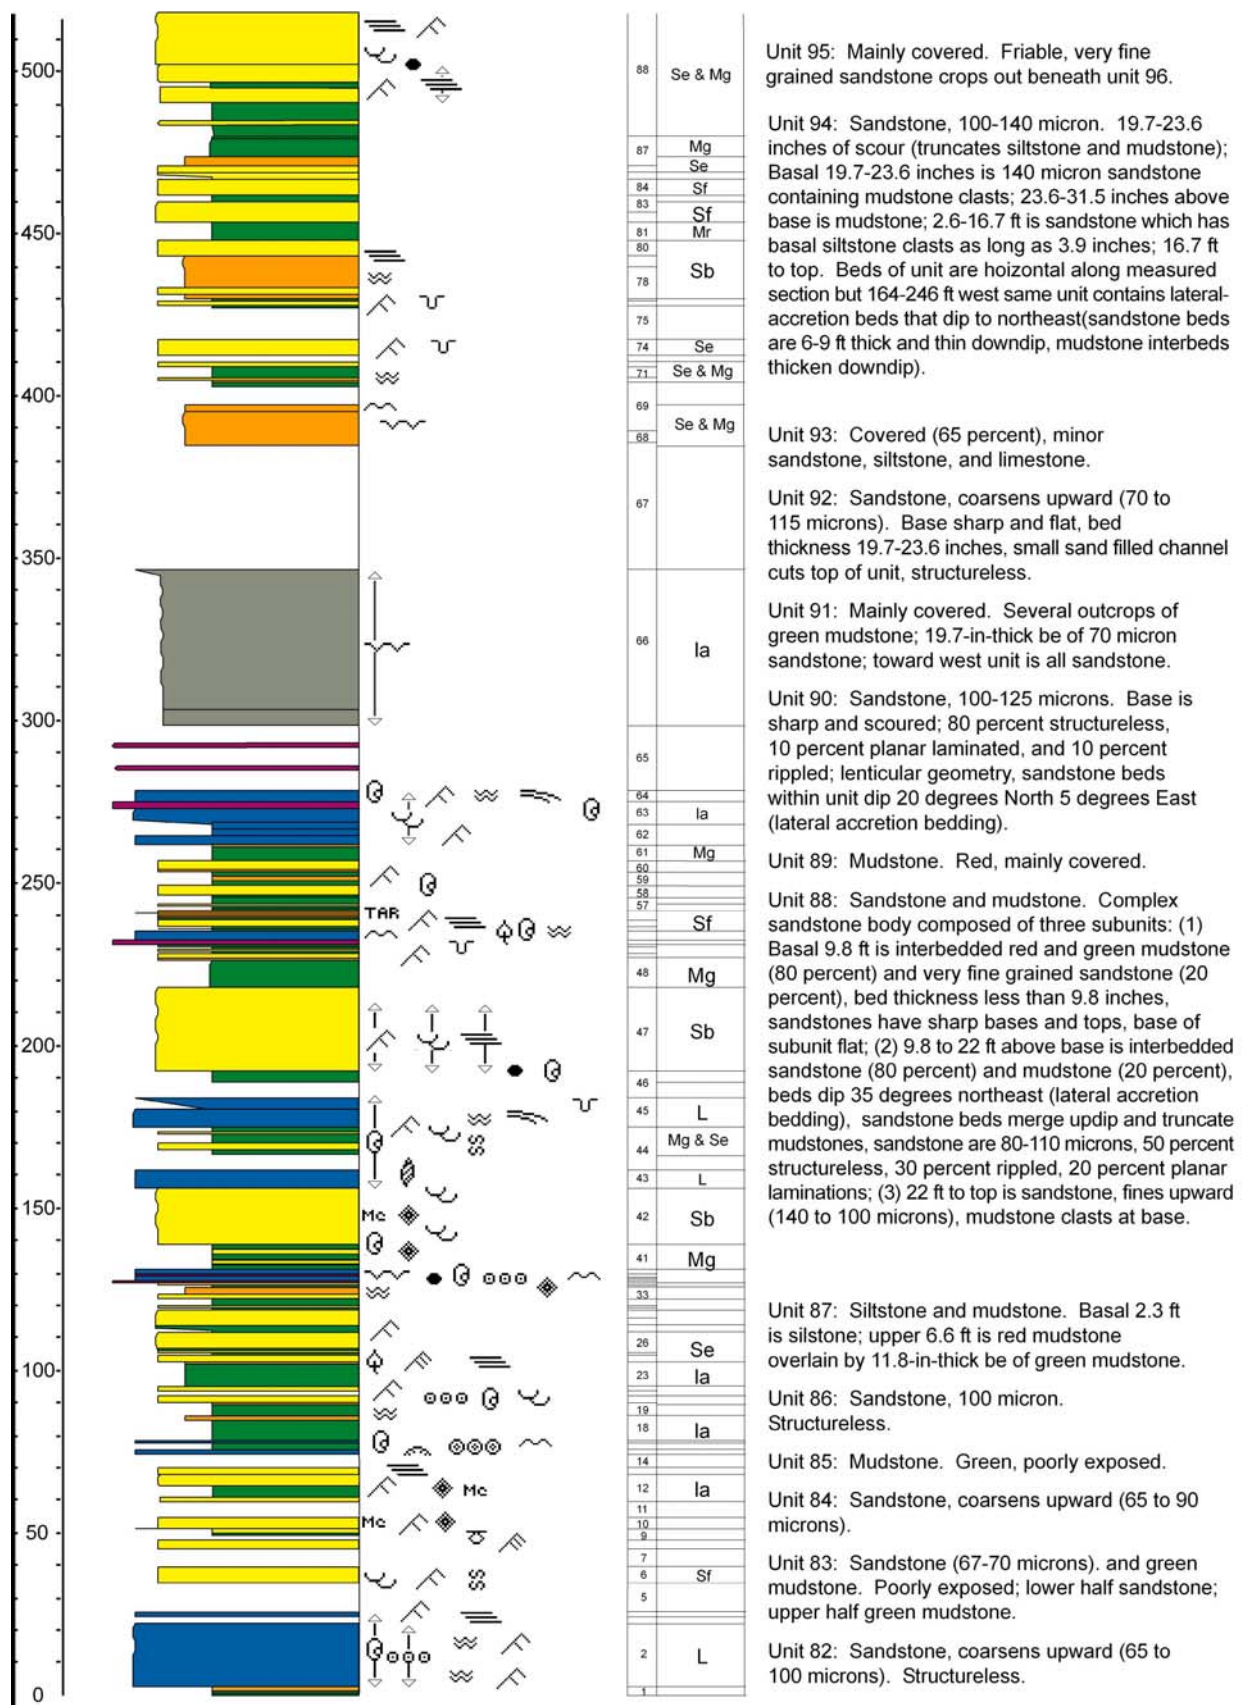 500
450
400
350
300
250
200
150
100
50
0
TAR
SS
Mc
Mc
Mc
SS
88 Se & Mg
87 Mg
Se
84 Sf
83
Sf
81 Mr
80
Sb
78
75
74 Se
71 Se & Mg
69
Se & Mg
68
67
66 Ia
65
64
63 Ia
62
61 Mg
60
59
58
57
Sf
48 Mg
47 Sb
46
45 L
44 Mg & Se
43 L
42 Sb
41 Mg
33
26 Se
23 Ia
19
18 Ia
14
12 Ia
11
10
9
7
6 Sf
5
2 L
1
Unit 95: Mainly covered. Friable, very fine
grained sandstone crops out beneath unit 96.
Unit 94: Sandstone, 100-140 micron. 19.7-23.6
inches of scour (truncates siltstone and mudstone);
Basal 19.7-23.6 inches is 140 micron sandstone
containing mudstone clasts; 23.6-31.5 inches above
base is mudstone; 2.6-16.7 ft is sandstone which has
basal siltstone clasts as long as 3.9 inches; 16.7 ft
to top. Beds of unit are hoizontal along measured
section but 164-246 ft west same unit contains lateral-
accretion beds that dip to northeast(sandstone beds
are 6-9 ft thick and thin downdip, mudstone interbeds
thicken downdip).
Unit 93: Covered (65 percent), minor
sandstone, siltstone, and limestone.
Unit 92: Sandstone, coarsens upward (70 to
115 microns). Base sharp and flat, bed
thickness 19.7-23.6 inches, small sand filled channel
cuts top of unit, structureless.
Unit 91: Mainly covered. Several outcrops of
green mudstone; 19.7-in-thick be of 70 micron
sandstone; toward west unit is all sandstone.
Unit 90: Sandstone, 100-125 microns. Base is
sharp and scoured; 80 percent structureless,
10 percent planar laminated, and 10 percent
rippled; lenticular geometry, sandstone beds
within unit dip 20 degrees North 5 degrees East
(lateral accretion bedding).
Unit 89: Mudstone. Red, mainly covered.
Unit 88: Sandstone and mudstone. Complex
sandstone body composed of three subunits: (1)
Basal 9.8 ft is interbedded red and green mudstone
(80 percent) and very fine grained sandstone (20
percent), bed thickness less than 9.8 inches,
sandstones have sharp bases and tops, base of
subunit flat; (2) 9.8 to 22 ft above base is interbedded
sandstone (80 percent) and mudstone (20 percent),
beds dip 35 degrees northeast (lateral accretion
bedding), sandstone beds merge updip and truncate
mudstones, sandstone are 80-110 microns, 50 percent
structureless, 30 percent rippled, 20 percent planar
laminations; (3) 22 ft to top is sandstone, fines upward
(140 to 100 microns), mudstone clasts at base.
Unit 87: Siltstone and mudstone. Basal 2.3 ft
is silstone; upper 6.6 ft is red mudstone
overlain by 11.8-in-thick be of green mudstone.
Unit 86: Sandstone, 100 micron.
Structureless.
Unit 85: Mudstone. Green, poorly exposed.
Unit 84: Sandstone, coarsens upward (65 to 90
microns).
Unit 83: Sandstone (67-70 microns). and green
mudstone. Poorly exposed; lower half sandstone;
upper half green mudstone.
Unit 82: Sandstone, coarsens upward (65 to
100 microns). Structureless.